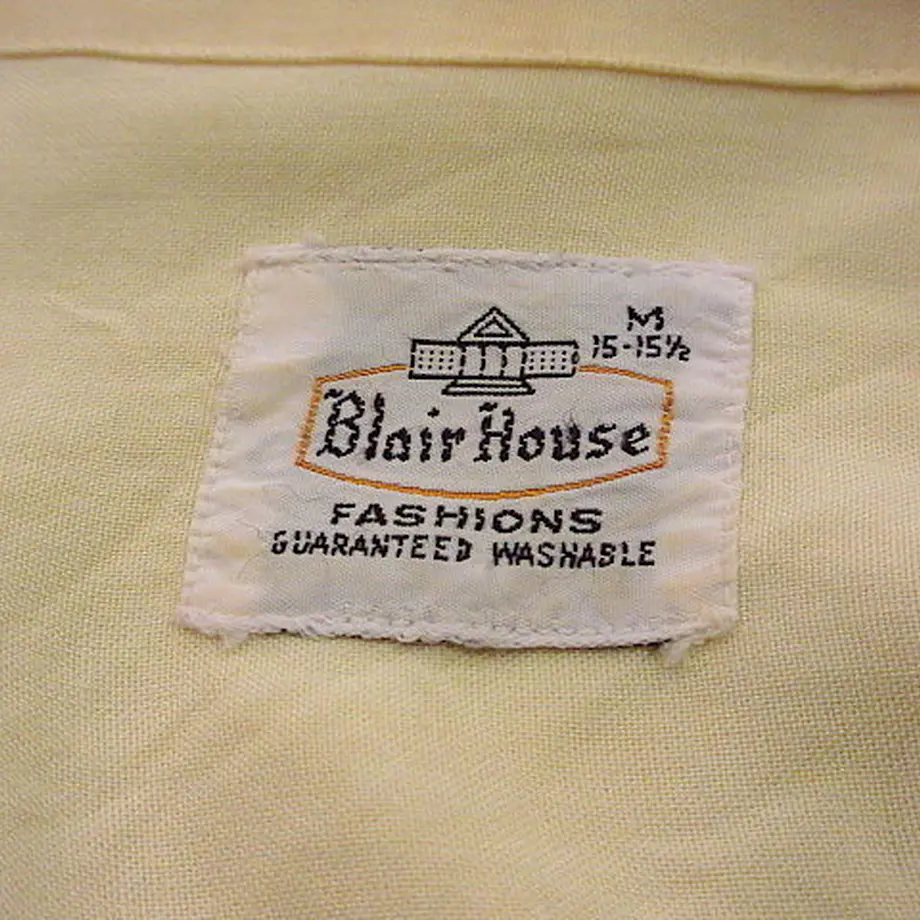 M
15-15½
Blair House
FASHIONS
GUARANTEED WASHABLE